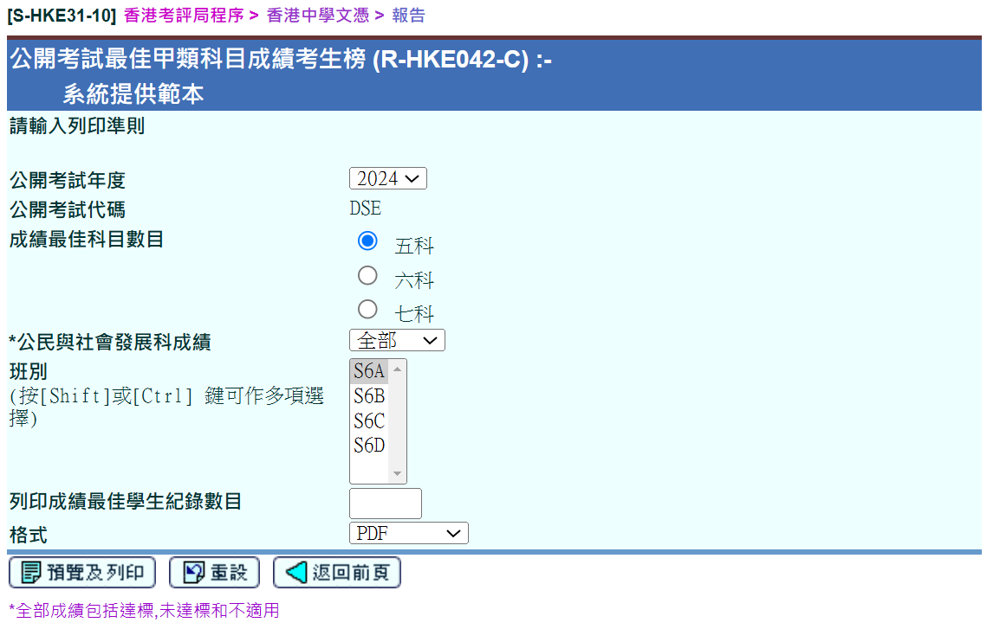 [S-HKE31-10] 香港考評局程序 > 香港中學文憑 > 報告
公開考試最佳甲類科目成績考生榜 (R-HKE042-C) :-
系統提供範本
請輸入列印準則
公開考試年度 2024
公開考試代碼 DSE
成績最佳科目數目 五科
六科
七科
*公民與社會發展科成績 全部
班別 S6A
(按[Shift]或[Ctrl] 鍵可作多項選 S6B
擇) S6C
S6D
列印成績最佳學生紀錄數目
格式 PDF
預覽及列印 重設 返回前頁
*全部成績包括達標,未達標和不適用